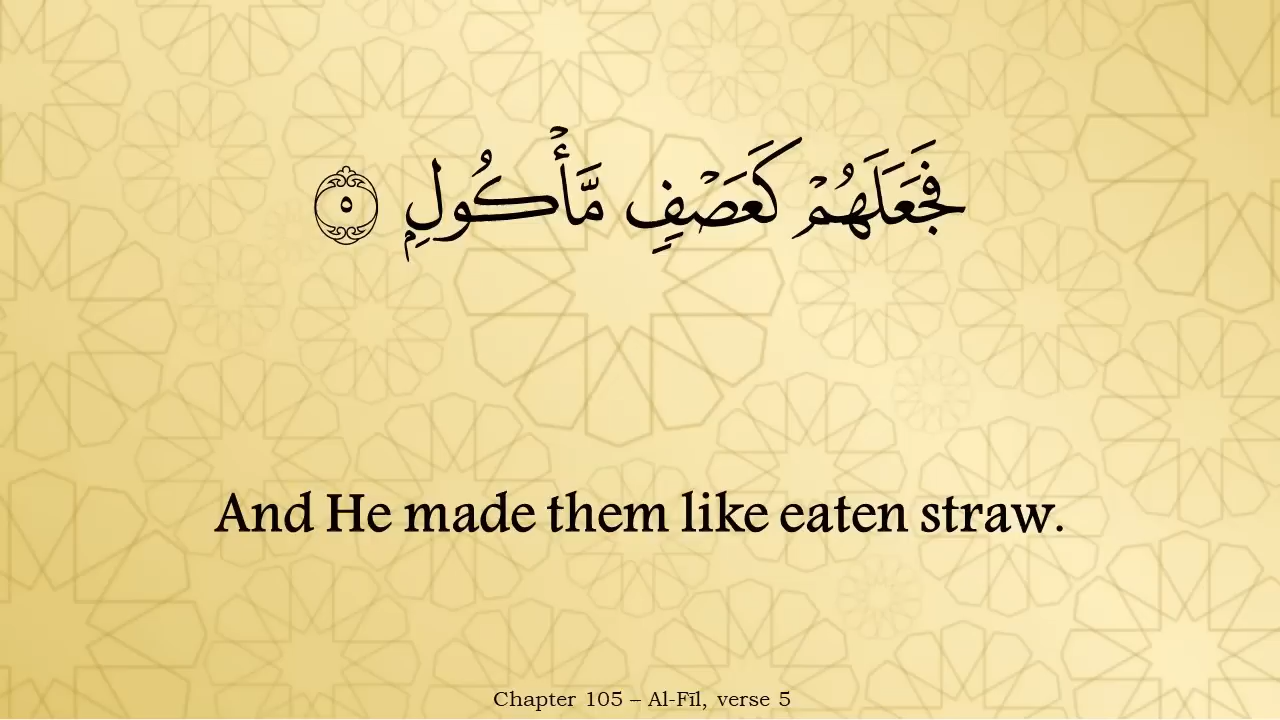 فَجَعَلَهُمْ كَعَصْفٍ مَّأْكُولٍۭ ٥
And He made them like eaten straw.
Chapter 105 – Al-Fīl, verse 5